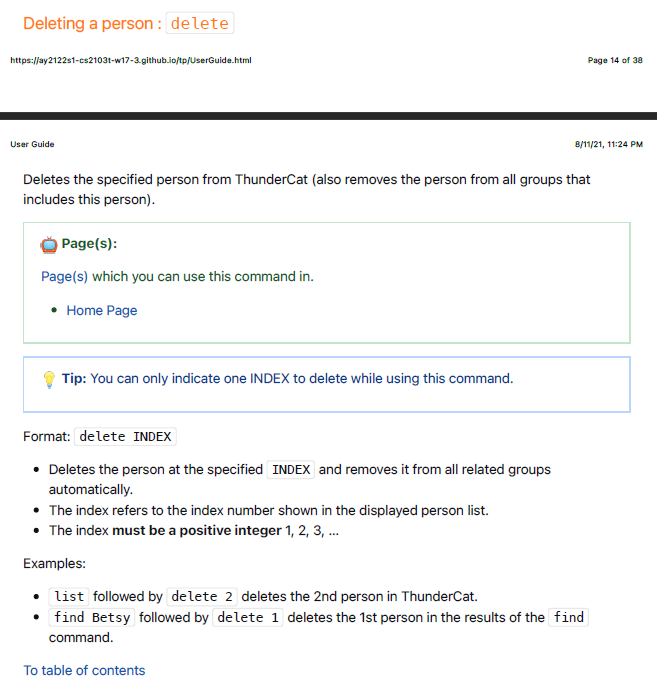 Deleting a person : delete
https://ay2122s1-cs2103t-w17-3.github.io/tp/UserGuide.html Page 14 of 38
User Guide 8/11/21, 11:24 PM
Deletes the specified person from ThunderCat (also removes the person from all groups that
includes this person).
Page(s):
Page(s) which you can use this command in.
• Home Page
Tip: You can only indicate one INDEX to delete while using this command.
Format: delete INDEX
• Deletes the person at the specified INDEX and removes it from all related groups
automatically.
• The index refers to the index number shown in the displayed person list.
• The index must be a positive integer 1, 2, 3, ...
Examples:
• list followed by delete 2 deletes the 2nd person in ThunderCat.
• find Betsy followed by delete 1 deletes the 1st person in the results of the find
command.
To table of contents